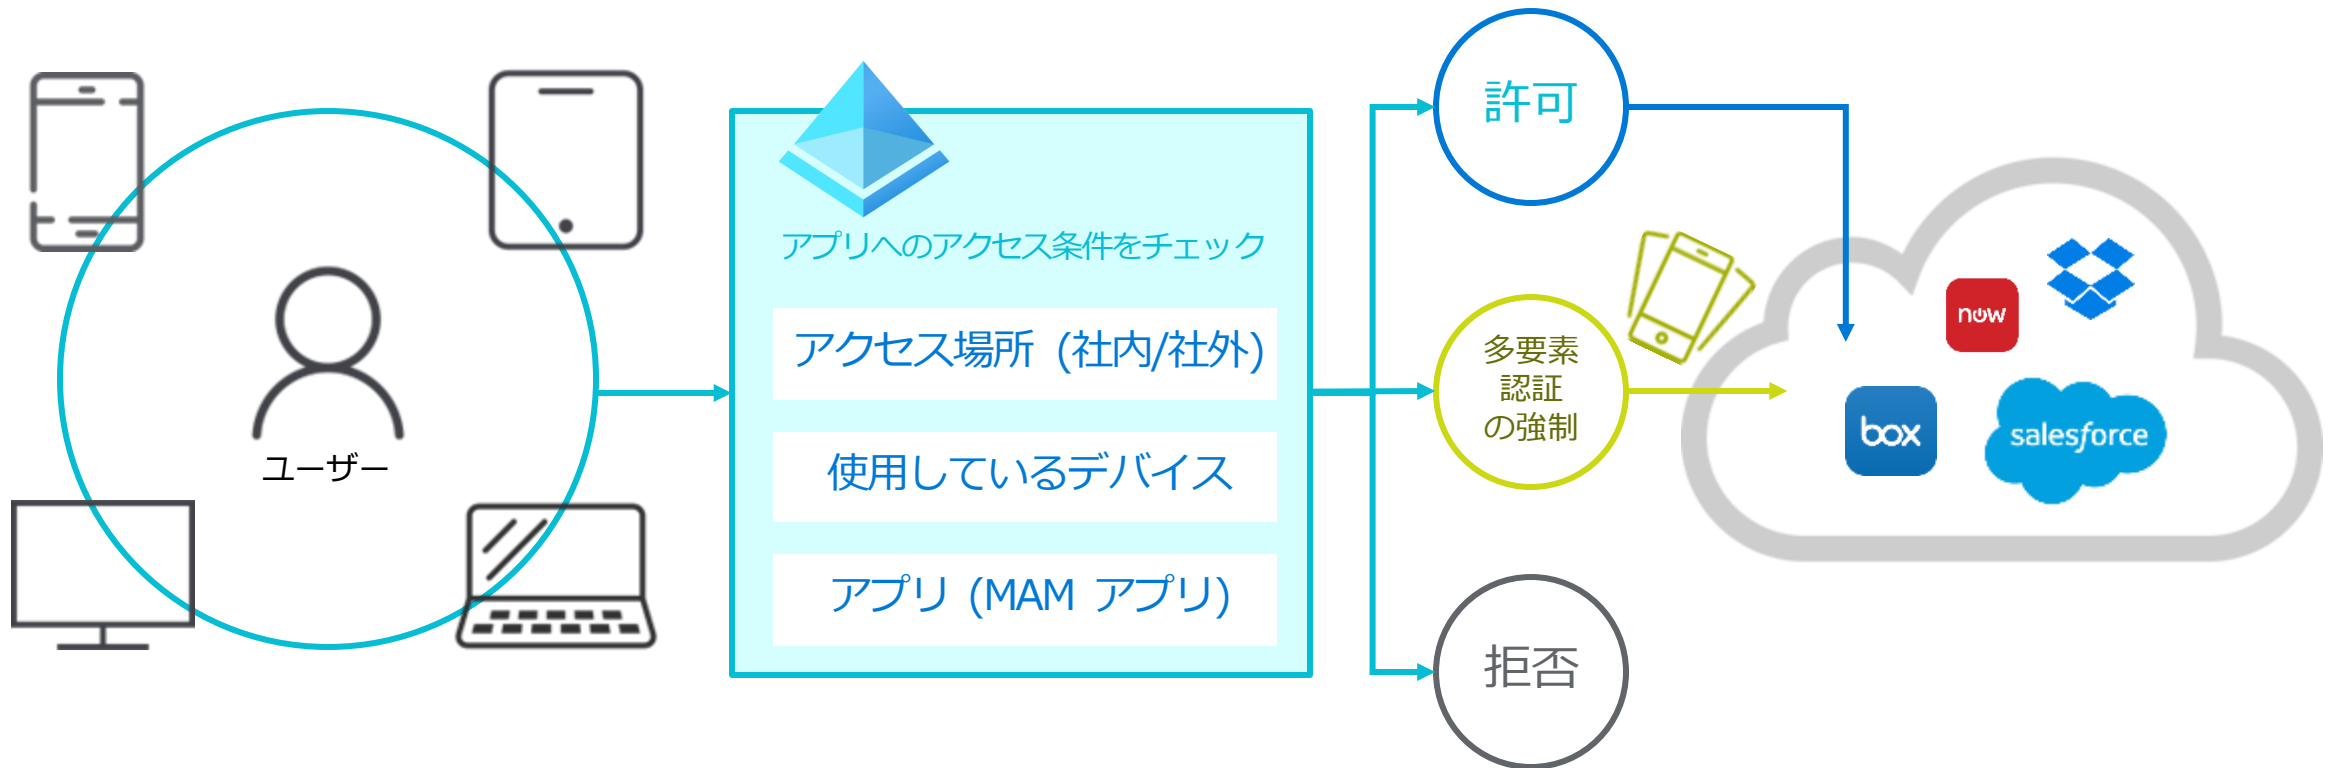 ユーザー
アプリへのアクセス条件をチェック
アクセス場所 (社内/社外)
使用しているデバイス
アプリ (MAM アプリ)
許可
多要素
認証
の強制
拒否
now
box
salesforce